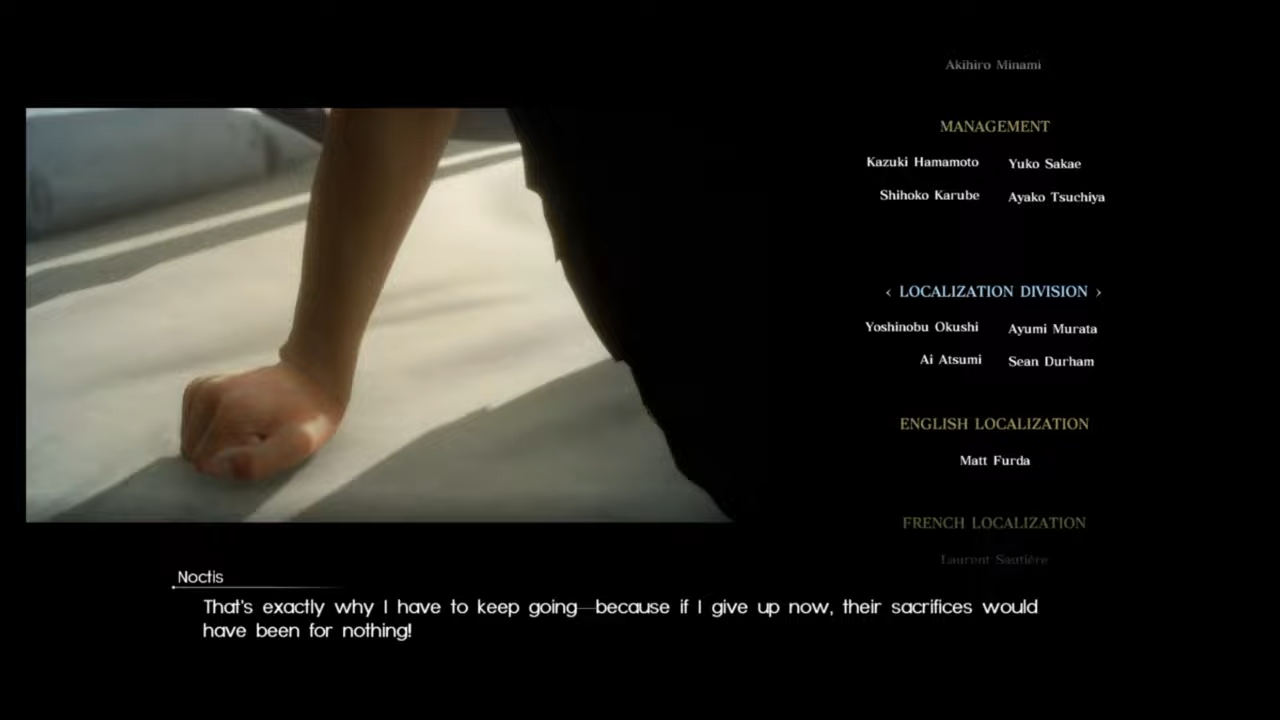 Akihiro Minami
MANAGEMENT
Kazuki Hamamoto Yuko Sakae
Shihoko Karube Ayako Tsuchiya
‹ LOCALIZATION DIVISION ›
Yoshinobu Okushi Ayumi Murata
Ai Atsumi Sean Durham
ENGLISH LOCALIZATION
Matt Furda
FRENCH LOCALIZATION
Laurent Sautière
Noctis
That's exactly why I have to keep going—because if I give up now, their sacrifices would
have been for nothing!